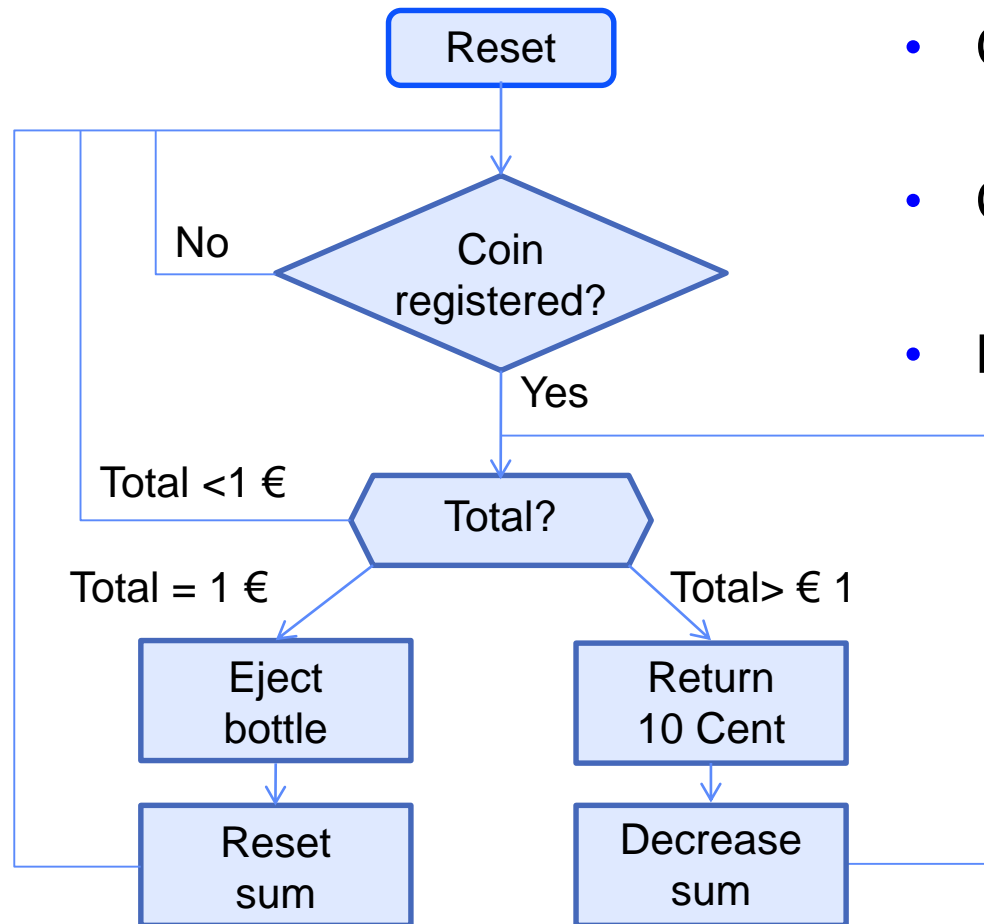 Reset
No
Coin
registered?
Yes
Total <1 €
Total?
Total = 1 €
Total> € 1
Eject
bottle
Return
10 Cent
Reset
sum
Decrease
sum